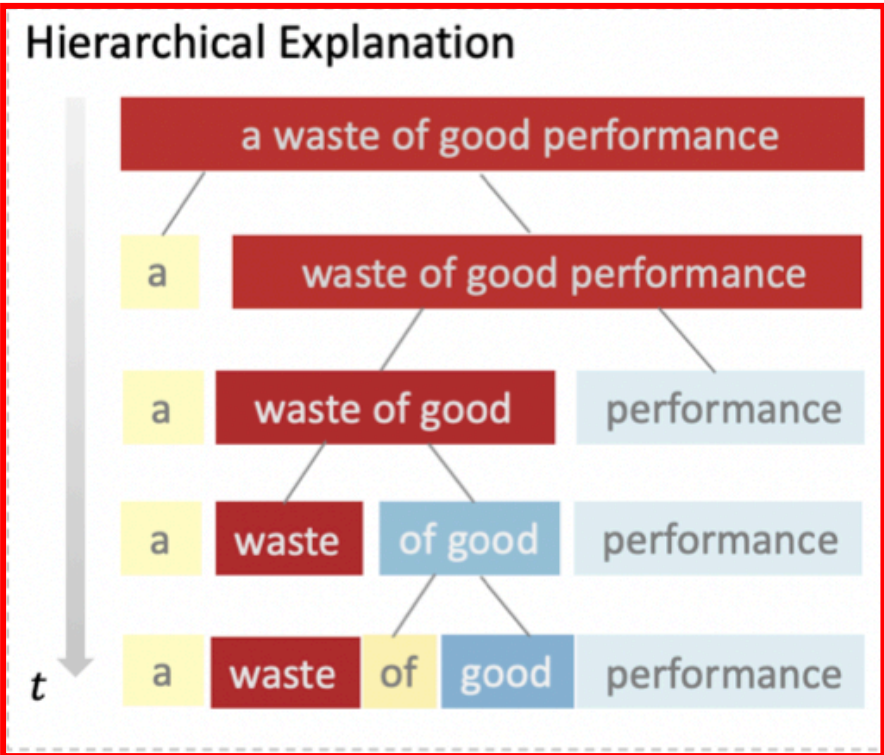 Hierarchical Explanation
a waste of good performance
a waste of good performance
a waste of good performance
a waste of good performance
a waste of good performance
t